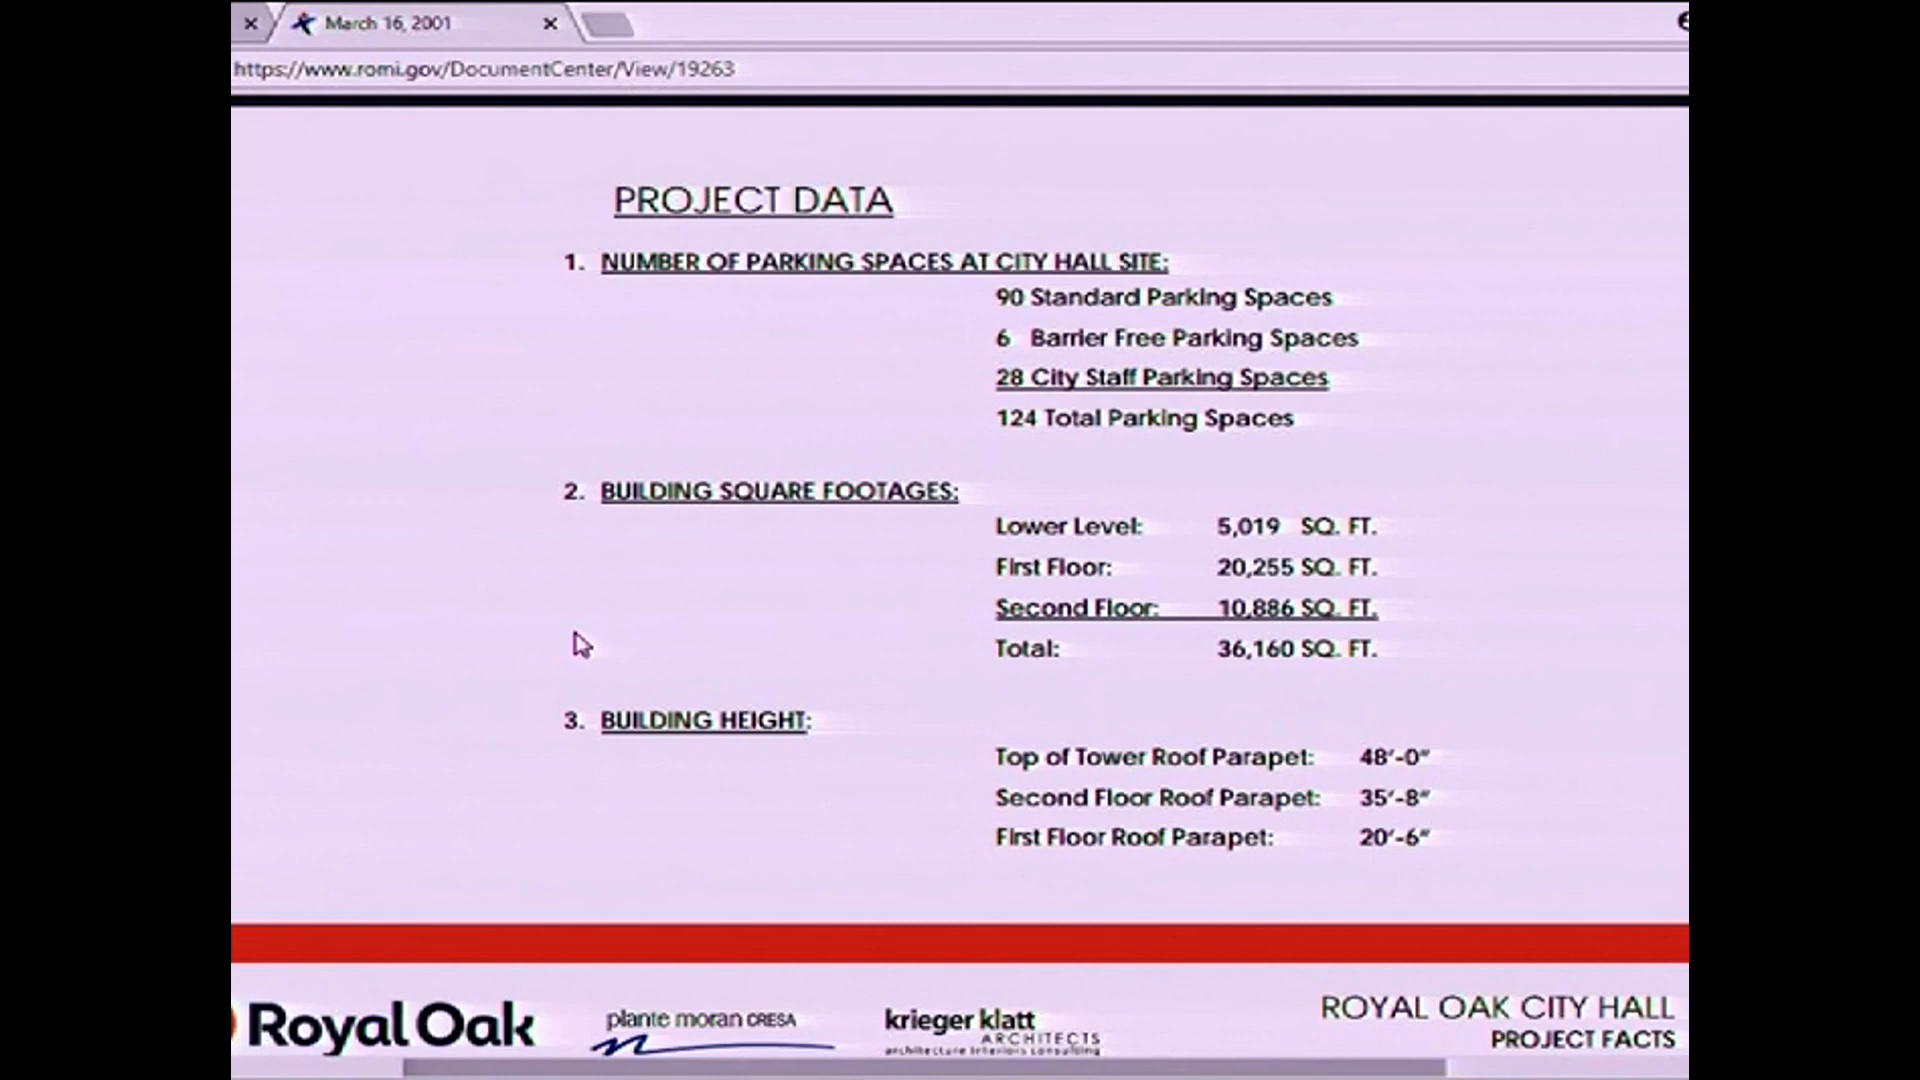 March 16, 2001
https://www.romi.gov/DocumentCenter/View/19263
PROJECT DATA
1. NUMBER OF PARKING SPACES AT CITY HALL SITE:
90 Standard Parking Spaces
6 Barrier Free Parking Spaces
28 City Staff Parking Spaces
124 Total Parking Spaces
2. BUILDING SQUARE FOOTAGES:
Lower Level: 5,019 SQ. FT.
First Floor: 20,255 SQ. FT.
Second Floor: 10,886 SQ. FT.
Total: 36,160 SQ. FT.
3. BUILDING HEIGHT:
Top of Tower Roof Parapet: 48'-0"
Second Floor Roof Parapet: 35'-8"
First Floor Roof Parapet: 20'-6"
Royal Oak
plante moran CRESA
krieger klatt
ARCHITECTS
architecture interiors consulting
ROYAL OAK CITY HALL
PROJECT FACTS